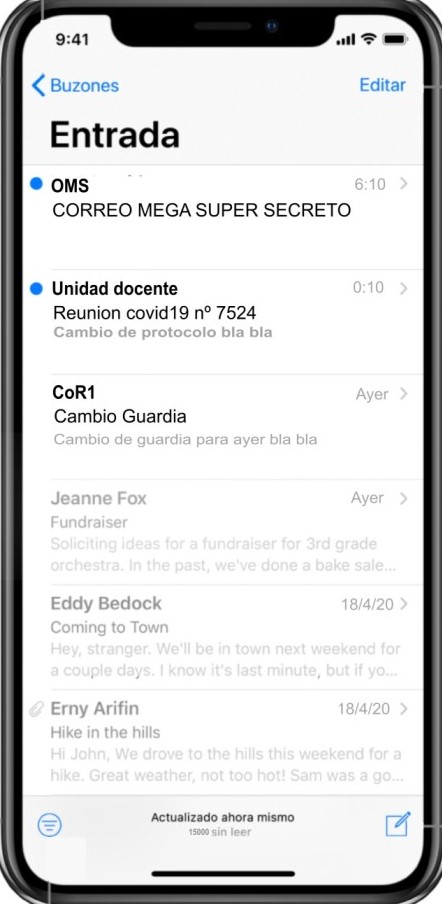 9:41
Buzones Editar
Entrada
OMS 6:10
CORREO MEGA SUPER SECRETO
Unidad docente 0:10
Reunion covid19 nº 7524
Cambio de protocolo bla bla
CoR1 Ayer
Cambio Guardia
Cambio de guardia para ayer bla bla
Jeanne Fox Ayer
Fundraiser
Soliciting ideas for a fundraiser for 3rd grade
orchestra. In the past, we've done a bake sale...
Eddy Bedock 18/4/20
Coming to Town
Hey, stranger. We'll be in town next weekend for
a couple days. I know it's last minute, but if yo...
Erny Arifin 18/4/20
Hike in the hills
Hi John, We drove to the hills this weekend for a
hike. Great weather, not too hot! Sam was a go...
Actualizado ahora mismo
15000 sin leer